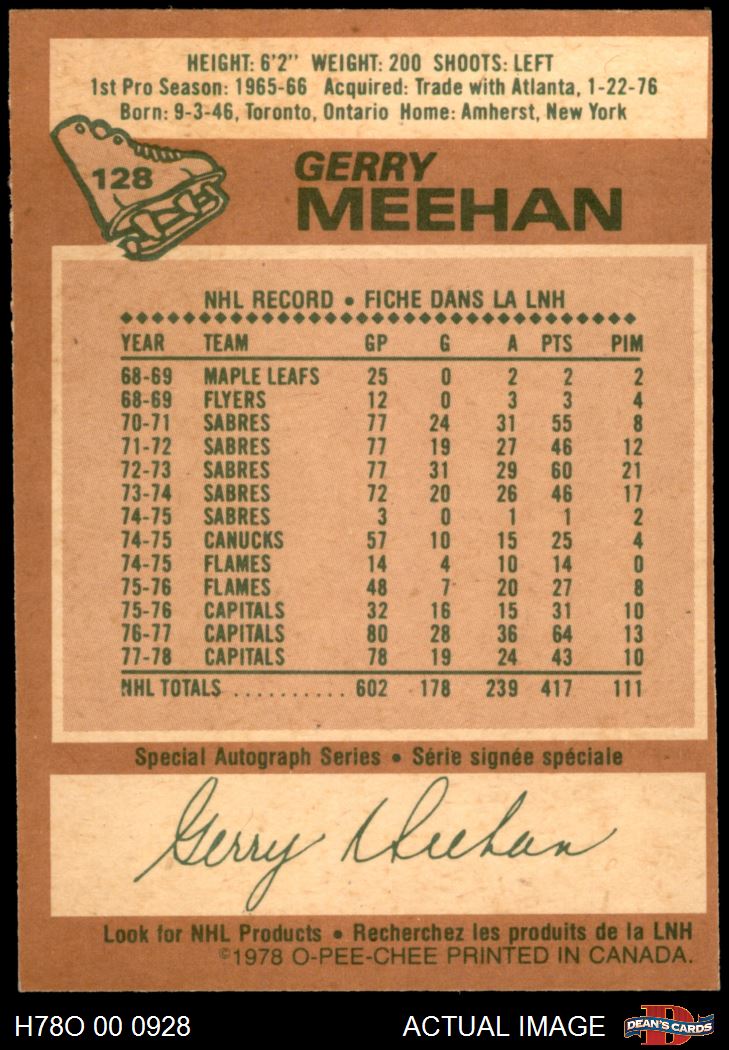 HEIGHT: 6'2'' WEIGHT: 200 SHOOTS: LEFT
1st Pro Season: 1965-66 Acquired: Trade with Atlanta, 1-22-76
Born: 9-3-46, Toronto, Ontario Home: Amherst, New York
128
GERRY
MEEHAN
NHL RECORD • FICHE DANS LA LNH
YEAR TEAM GP G A PTS PIM
68-69 MAPLE LEAFS 25 0 2 2 2
68-69 FLYERS 12 0 3 3 4
70-71 SABRES 77 24 31 55 8
71-72 SABRES 77 19 27 46 12
72-73 SABRES 77 31 29 60 21
73-74 SABRES 72 20 26 46 17
74-75 SABRES 3 0 1 1 2
74-75 CANUCKS 57 10 15 25 4
74-75 FLAMES 14 4 10 14 0
75-76 FLAMES 48 7 20 27 8
75-76 CAPITALS 32 16 15 31 10
76-77 CAPITALS 80 28 36 64 13
77-78 CAPITALS 78 19 24 43 10
NHL TOTALS .......... 602 178 239 417 111
Special Autograph Series • Série signée spéciale
Gerry Meehan
Look for NHL Products • Recherchez les produits de la LNH
©1978 O-PEE-CHEE PRINTED IN CANADA.
H78O 00 0928 ACTUAL IMAGE D DEAN'S CARDS